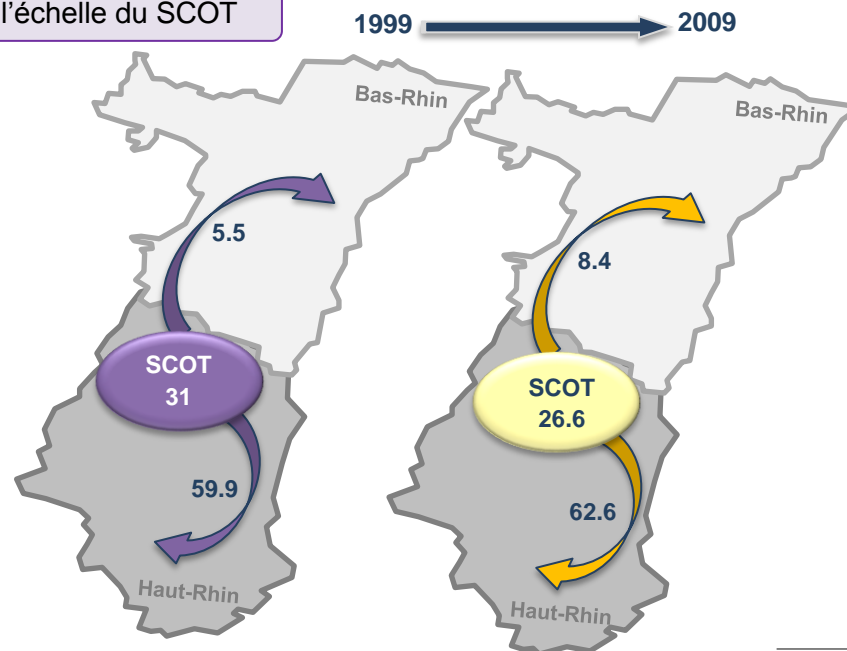 l'échelle du SCOT
1999
2009
Bas-Rhin
5.5
SCOT
31
59.9
Haut-Rhin
Bas-Rhin
8.4
SCOT
26.6
62.6
Haut-Rhin